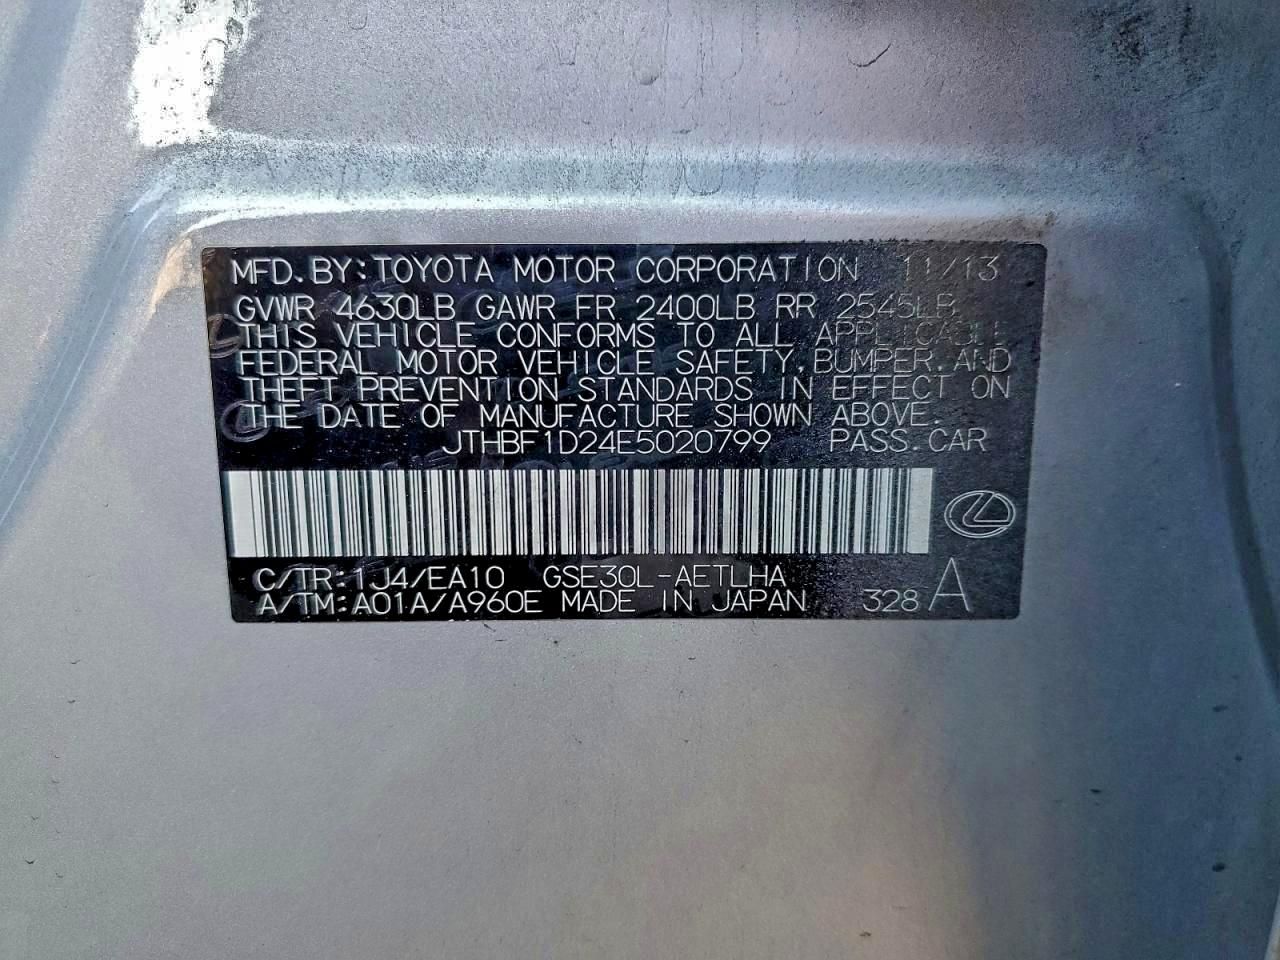 MFD.BY:TOYOTA MOTOR CORPORATION 11/13
GVWR 4630LB GAWR FR 2400LB RR 2545LB
THIS VEHICLE CONFORMS TO ALL APPLICABLE
FEDERAL MOTOR VEHICLE SAFETY,BUMPER,AND
THEFT PREVENTION STANDARDS IN EFFECT ON
THE DATE OF MANUFACTURE SHOWN ABOVE.
JTHBF1D24E5020799 PASS.CAR
C/TR:1J4/EA10 GSE30L-AETLHA
A/TM:A01A/A960E MADE IN JAPAN 328 A